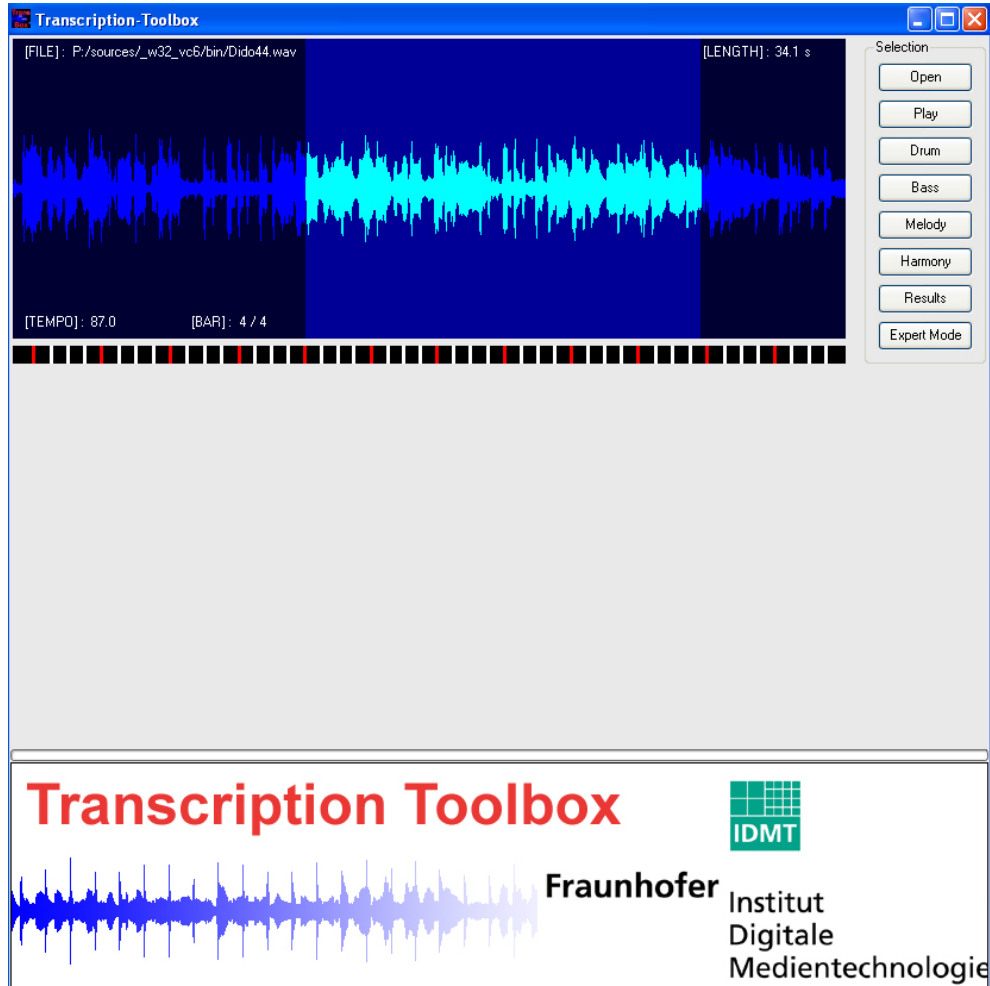 Transcription-Toolbox
[FILE] : P:/sources/_w32_vc6/bin/Dido44.wav
[LENGTH] : 34.1 s
[TEMPO] : 87.0
[BAR] : 4 / 4
Selection
Open
Play
Drum
Bass
Melody
Harmony
Results
Expert Mode
Transcription Toolbox
IDMT
Fraunhofer
Institut
Digitale
Medientechnologie